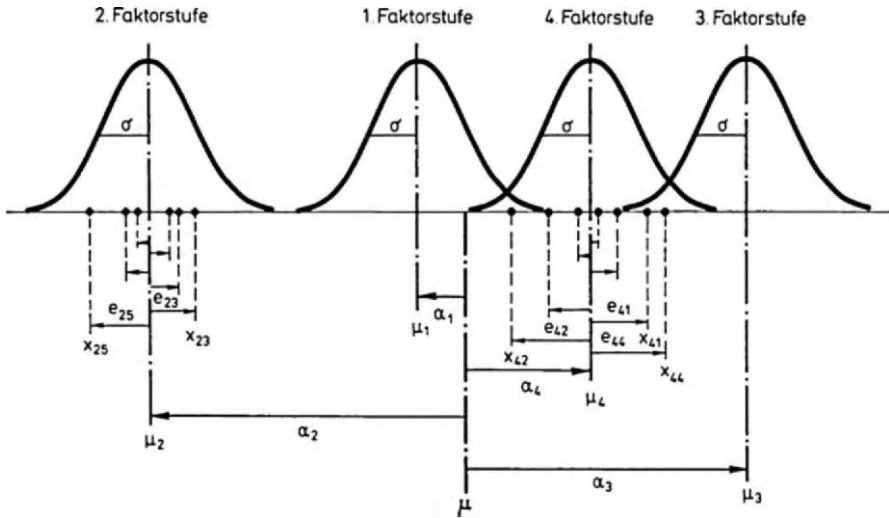 2. Faktorstufe 1. Faktorstufe 4. Faktorstufe 3. Faktorstufe
σ σ σ σ
e₂₃
e₂₅ α₁ e₄₁
x₂₅ x₂₃ μ₁ e₄₂ x₄₁
x₄₂ e₄₄ x₄₄
α₄ μ₄
μ₂ α₂
α₃ μ₃
μ